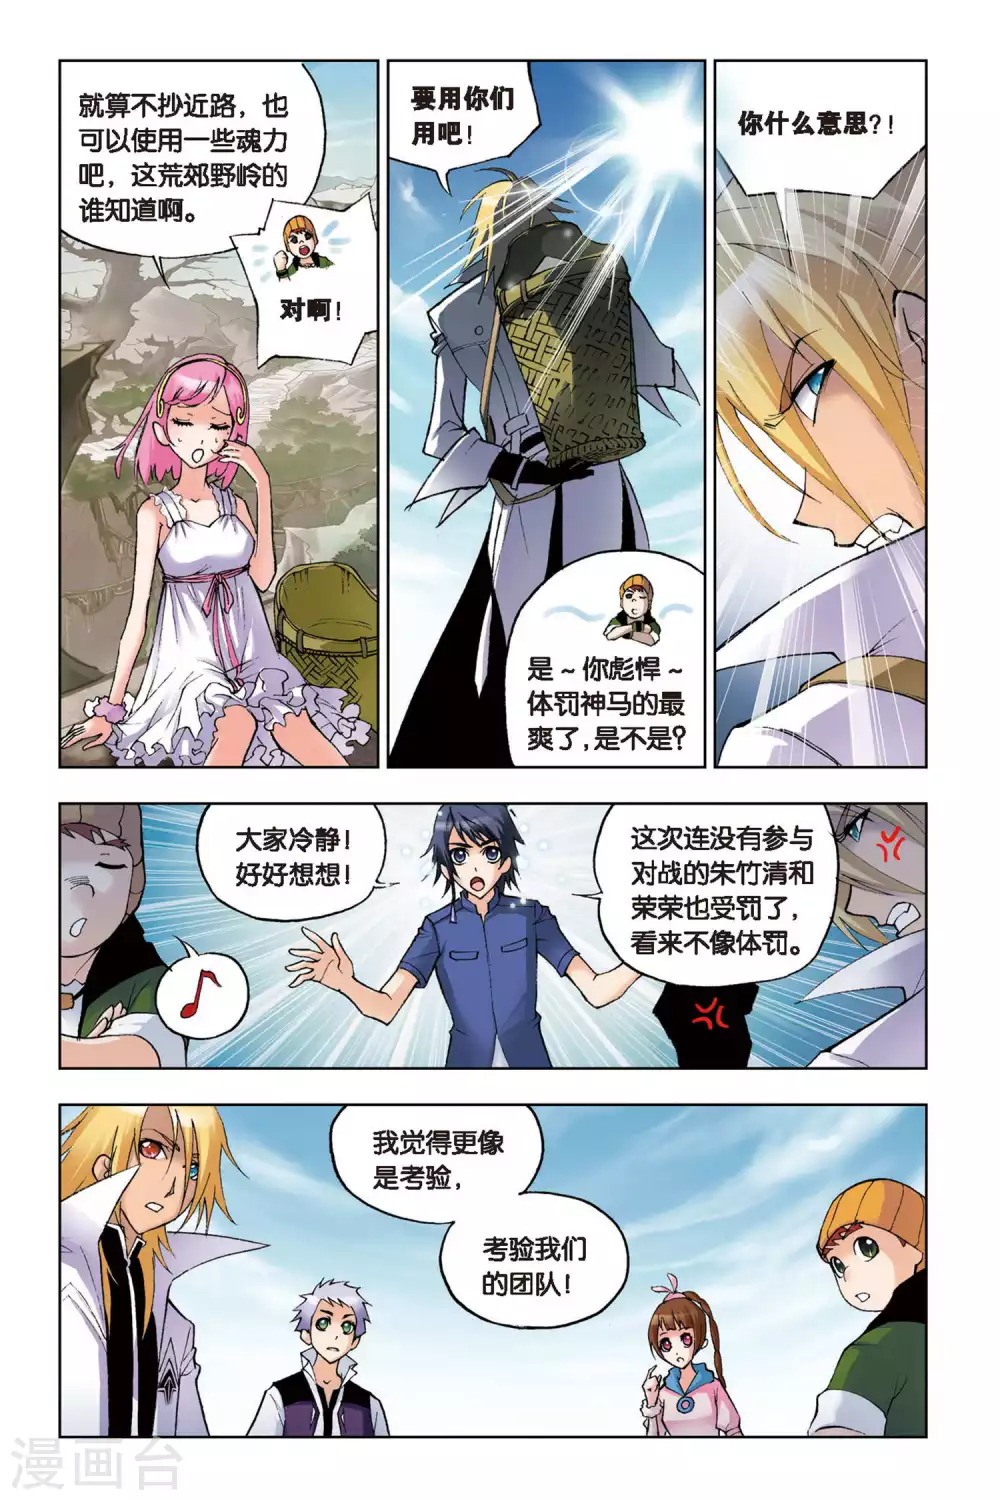 就算不抄近路，也
可以使用一些魂力
吧，这荒郊野岭的
谁知道啊。
对啊！
要用你们
用吧！
是～你彪悍～
体罚神马的最
爽了，是不是？
你什么意思？！
大家冷静！
好好想想！
这次连没有参与
对战的朱竹清和
荣荣也受罚了，
看来不像体罚。
我觉得更像
是考验，
考验我们
的团队！
漫画台